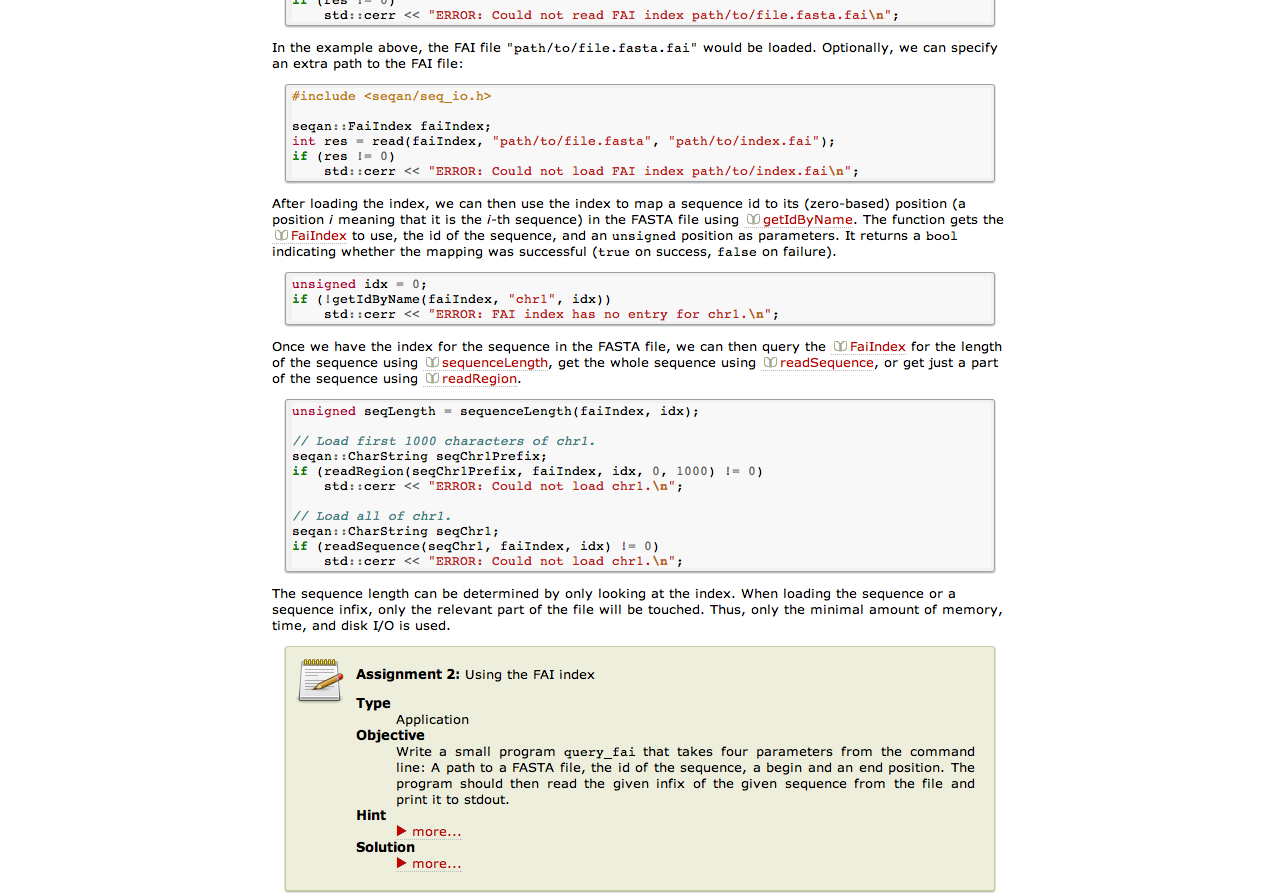 if (res != 0)
std::cerr << "ERROR: Could not read FAI index path/to/file.fasta.fai\n";
In the example above, the FAI file "path/to/file.fasta.fai" would be loaded. Optionally, we can specify
an extra path to the FAI file:
#include <seqan/seq_io.h>
seqan::FaiIndex faiIndex;
int res = read(faiIndex, "path/to/file.fasta", "path/to/index.fai");
if (res != 0)
std::cerr << "ERROR: Could not load FAI index path/to/index.fai\n";
After loading the index, we can then use the index to map a sequence id to its (zero-based) position (a
position i meaning that it is the i-th sequence) in the FASTA file using getIdByName. The function gets the
FaiIndex to use, the id of the sequence, and an unsigned position as parameters. It returns a bool
indicating whether the mapping was successful (true on success, false on failure).
unsigned idx = 0;
if (!getIdByName(faiIndex, "chr1", idx))
std::cerr << "ERROR: FAI index has no entry for chr1.\n";
Once we have the index for the sequence in the FASTA file, we can then query the FaiIndex for the length
of the sequence using sequenceLength, get the whole sequence using readSequence, or get just a part
of the sequence using readRegion.
unsigned seqLength = sequenceLength(faiIndex, idx);
// Load first 1000 characters of chr1.
seqan::CharString seqChr1Prefix;
if (readRegion(seqChr1Prefix, faiIndex, idx, 0, 1000) != 0)
std::cerr << "ERROR: Could not load chr1.\n";
// Load all of chr1.
seqan::CharString seqChr1;
if (readSequence(seqChr1, faiIndex, idx) != 0)
std::cerr << "ERROR: Could not load chr1.\n";
The sequence length can be determined by only looking at the index. When loading the sequence or a
sequence infix, only the relevant part of the file will be touched. Thus, only the minimal amount of memory,
time, and disk I/O is used.
Assignment 2: Using the FAI index
Type
Application
Objective
Write a small program query_fai that takes four parameters from the command
line: A path to a FASTA file, the id of the sequence, a begin and an end position. The
program should then read the given infix of the given sequence from the file and
print it to stdout.
Hint
more...
Solution
more...